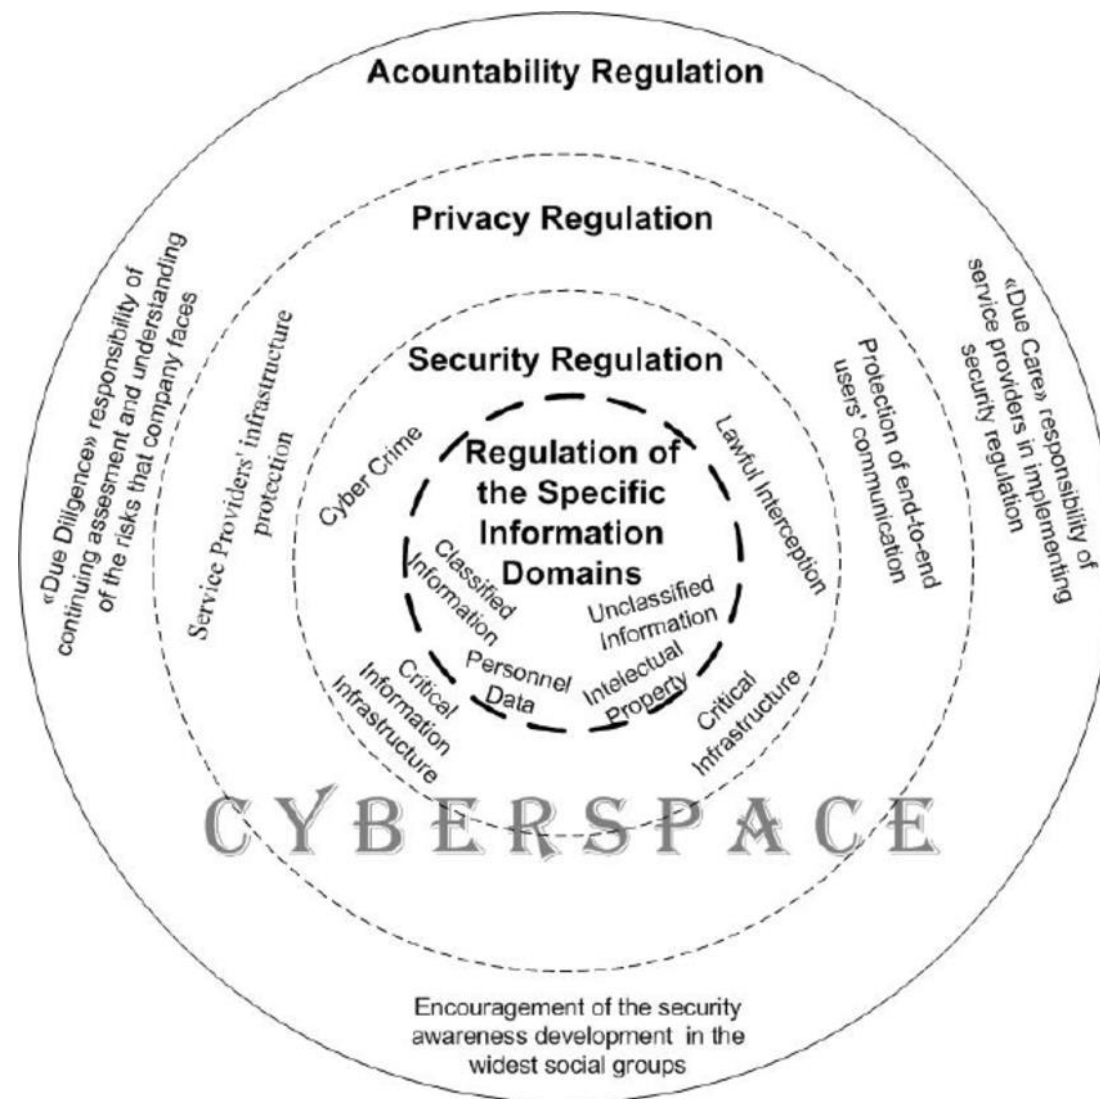 Acountability Regulation
Privacy Regulation
Security Regulation
Regulation of
the Specific
Information
Domains
«Due Diligence» responsibility of
continuing assesment and understanding
of the risks that company faces
Service Providers' infrastructure
protection
Cyber Crime
Lawful Interception
Protection of end-to-end
users' communication
«Due Care» responsibility of
service providers in implementing
security regulation
Classified
Information
Unclassified
Information
Personnel
Data
Intelectual
Property
Critical
Information
Infrastructure
Critical
Infrastructure
CYBERSPACE
Encouragement of the security
awareness development in the
widest social groups